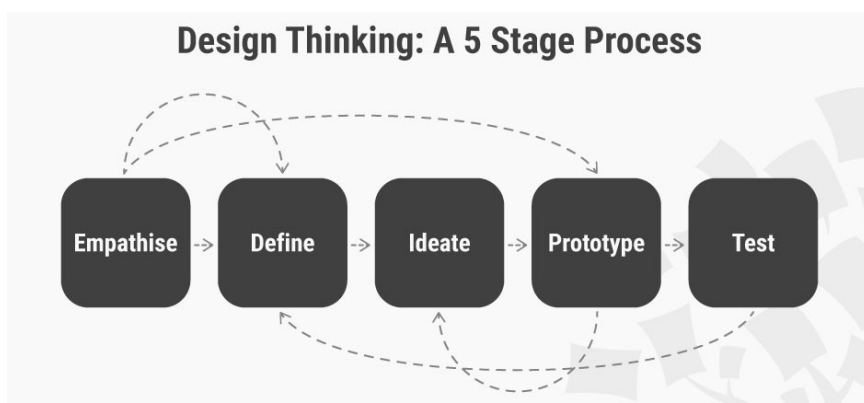 Design Thinking: A 5 Stage Process
Empathise
Define
Ideate
Prototype
Test